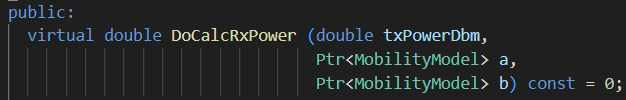 public:
virtual double DoCalcRxPower (double txPowerDbm,
Ptr<MobilityModel> a,
Ptr<MobilityModel> b) const = 0;